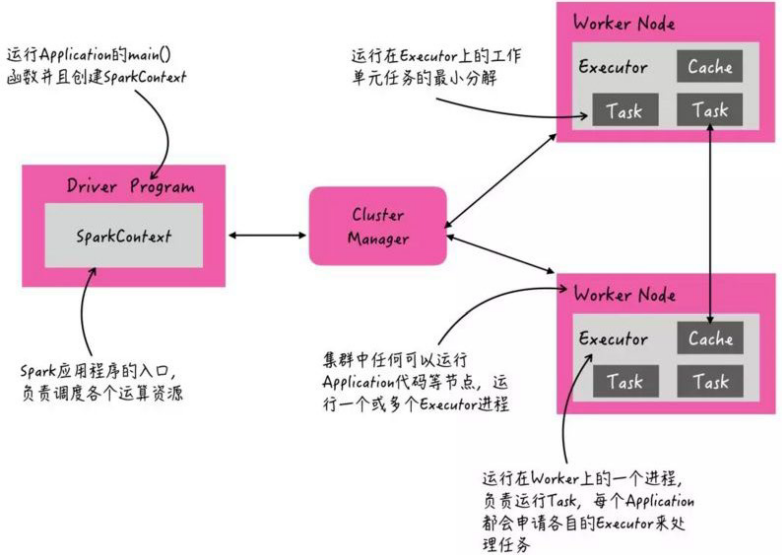 运行Application的main()
函数并且创建SparkContext
Driver Program
SparkContext
Spark应用程序的入口,
负责调度各个运算资源
Cluster
Manager
运行在Executor上的工作
单元任务的最小分解
Worker Node
Executor
Cache
Task
Task
集群中任何可以运行
Application代码等节点，运
行一个或多个Executor进程
Worker Node
Executor
Cache
Task
Task
运行在Worker上的一个进程,
负责运行Task，每个Application
都会申请各自的Executor来处
理任务